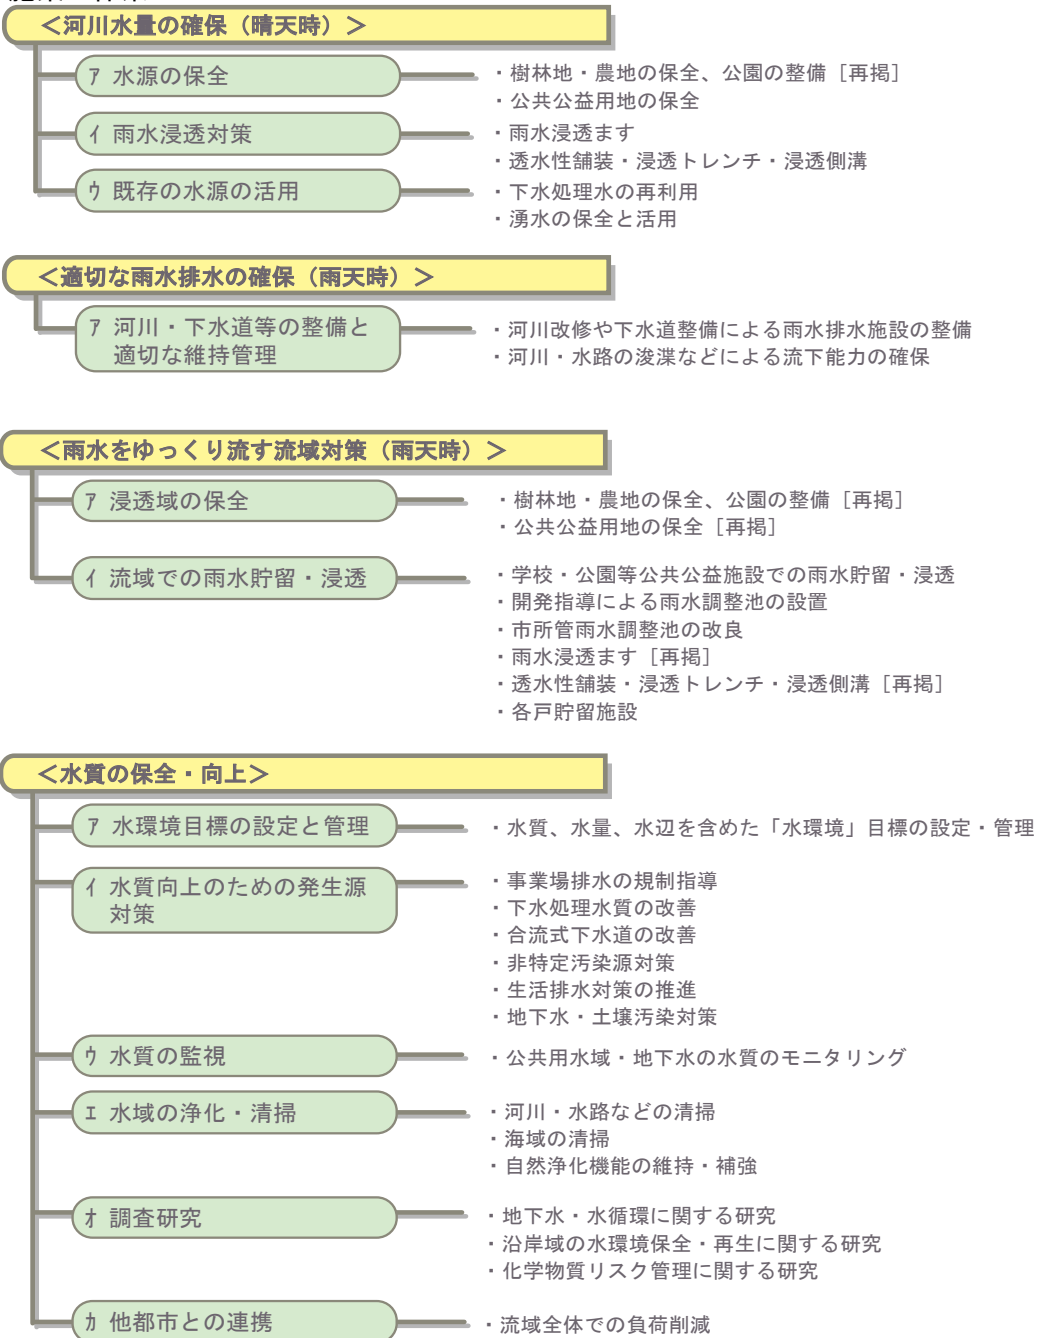 ＜河川水量の確保（晴天時）＞
ｱ 水源の保全
・樹林地・農地の保全、公園の整備［再掲］
・公共公益用地の保全
ｲ 雨水浸透対策
・雨水浸透ます
・透水性舗装・浸透トレンチ・浸透側溝
ｳ 既存の水源の活用
・下水処理水の再利用
・湧水の保全と活用
＜適切な雨水排水の確保（雨天時）＞
ｱ 河川・下水道等の整備と
適切な維持管理
・河川改修や下水道整備による雨水排水施設の整備
・河川・水路の浚渫などによる流下能力の確保
＜雨水をゆっくり流す流域対策（雨天時）＞
ｱ 浸透域の保全
・樹林地・農地の保全、公園の整備［再掲］
・公共公益用地の保全［再掲］
ｲ 流域での雨水貯留・浸透
・学校・公園等公共公益施設での雨水貯留・浸透
・開発指導による雨水調整池の設置
・市所管雨水調整池の改良
・雨水浸透ます［再掲］
・透水性舗装・浸透トレンチ・浸透側溝［再掲］
・各戸貯留施設
＜水質の保全・向上＞
ｱ 水環境目標の設定と管理
・水質、水量、水辺を含めた「水環境」目標の設定・管理
ｲ 水質向上のための発生源
対策
・事業場排水の規制指導
・下水処理水質の改善
・合流式下水道の改善
・非特定汚染源対策
・生活排水対策の推進
・地下水・土壌汚染対策
ｳ 水質の監視
・公共用水域・地下水の水質のモニタリング
ｴ 水域の浄化・清掃
・河川・水路などの清掃
・海域の清掃
・自然浄化機能の維持・補強
ｵ 調査研究
・地下水・水循環に関する研究
・沿岸域の水環境保全・再生に関する研究
・化学物質リスク管理に関する研究
ｶ 他都市との連携
・流域全体での負荷削減